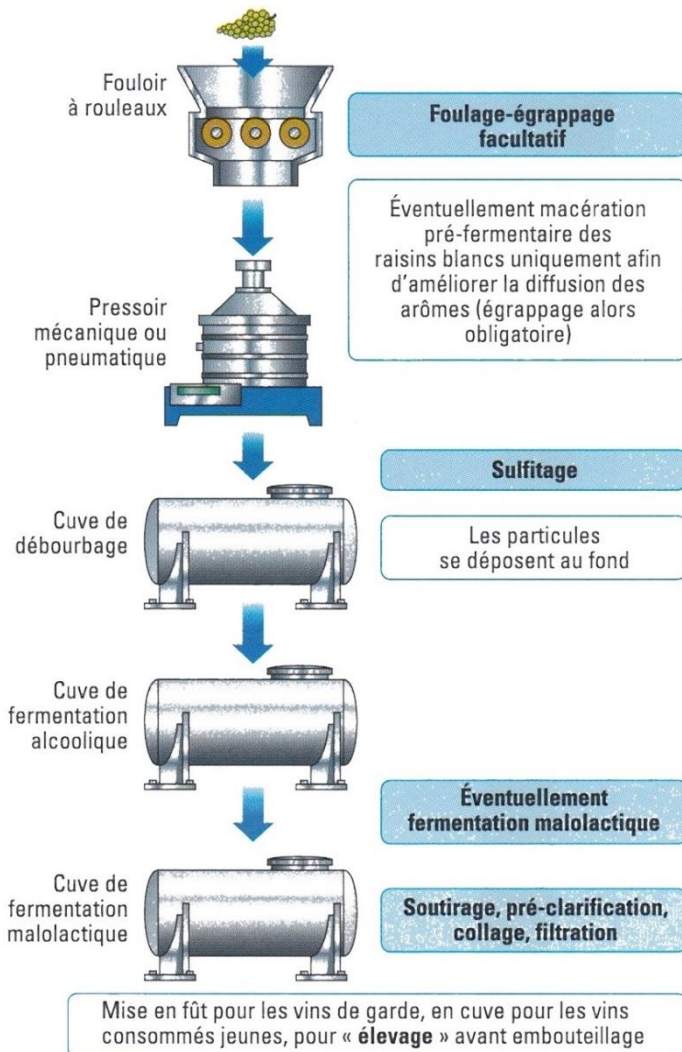 Fouloir
à rouleaux
Foulage-égrappage
facultatif
Éventuellement macération
pré-fermentaire des
raisins blancs uniquement afin
d'améliorer la diffusion des
arômes (égrappage alors
obligatoire)
Pressoir
mécanique ou
pneumatique
Sulfitage
Cuve de
débourbage
Les particules
se déposent au fond
Cuve de
fermentation
alcoolique
Éventuellement
fermentation malolactique
Cuve de
fermentation
malolactique
Soutirage, pré-clarification,
collage, filtration
Mise en fût pour les vins de garde, en cuve pour les vins
consommés jeunes, pour « élevage » avant embouteillage